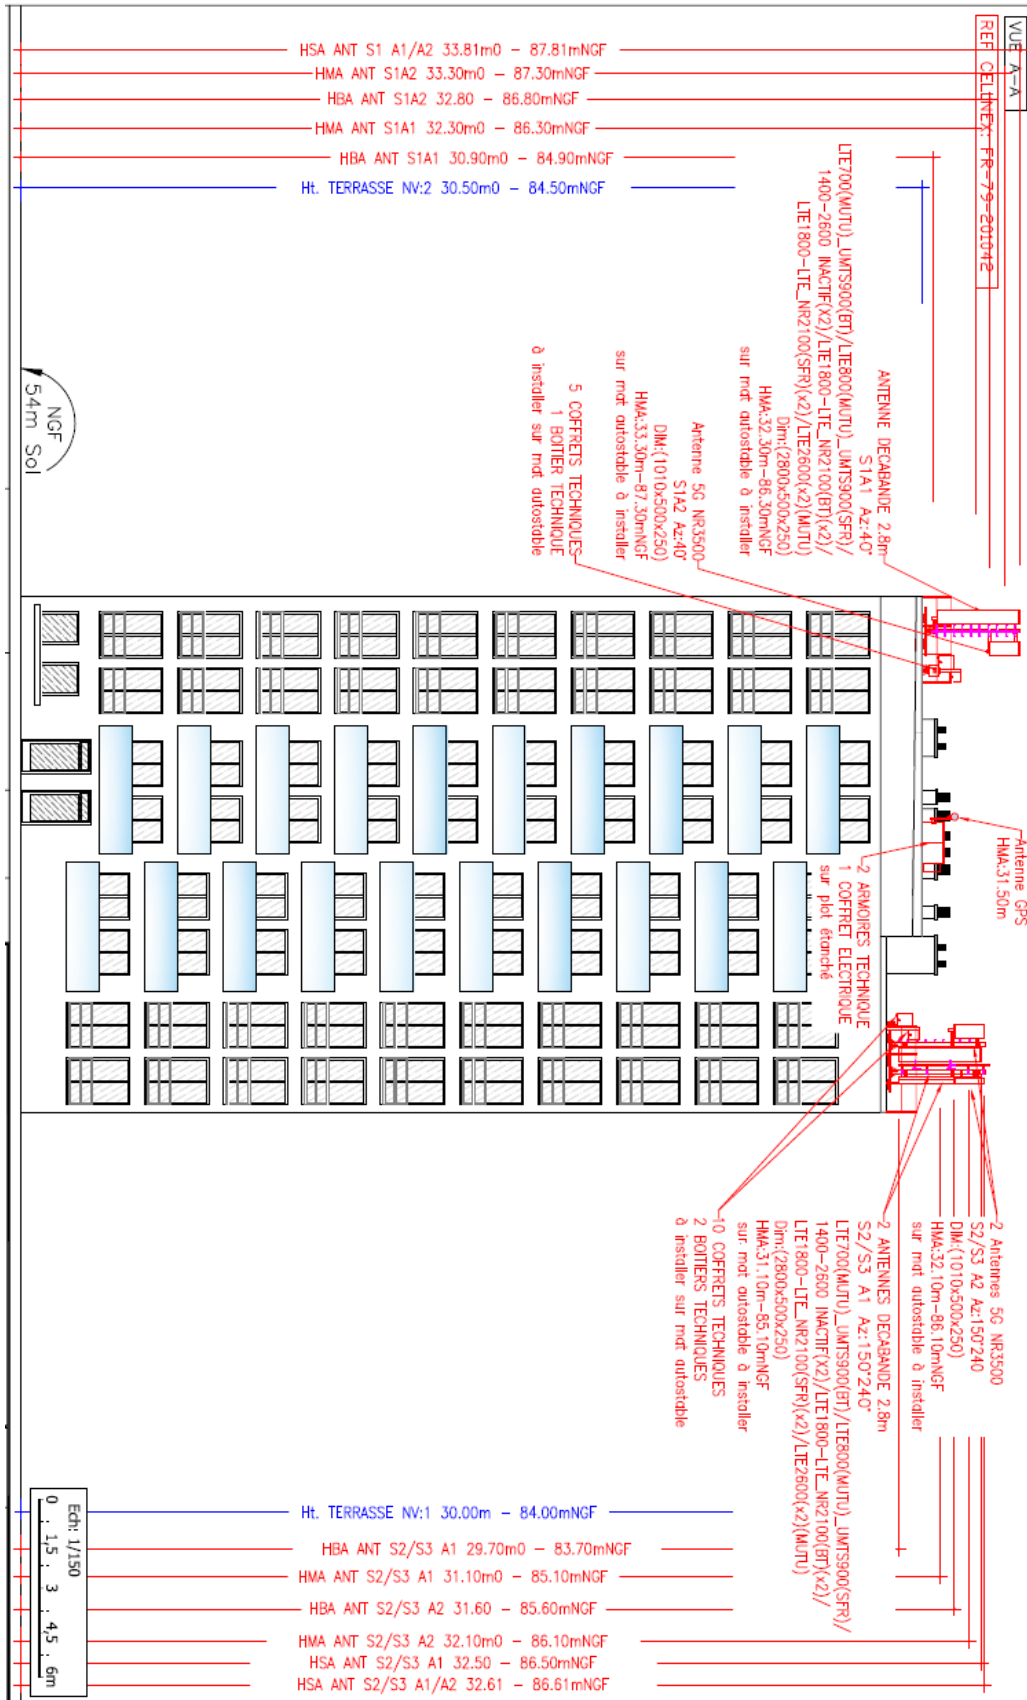 VUE A-A
REF CELLNEX: FR-79-201042
HSA ANT S1 A1/A2 33.81m0 - 87.81mNGF
HMA ANT S1A2 33.30m0 - 87.30mNGF
HBA ANT S1A2 32.80 - 86.80mNGF
HMA ANT S1A1 32.30m0 - 86.30mNGF
HBA ANT S1A1 30.90m0 - 84.90mNGF
Ht. TERRASSE NV:2 30.50m0 - 84.50mNGF
ANTENNE DECABANDE 2.8m
S1A1 Az:40°
LTE700(MUTU)_UMTS900(BT)/LTE800(MUTU)_UMTS900(SFR)/
1400-2600 INACTIF(X2)/LTE1800-LTE_NR2100(BT)(x2)/
LTE1800-LTE_NR2100(SFR)(x2)/LTE2600(x2)(MUTU)
Dim:(2800x500x250)
HMA:32.30m-86.30mNGF
sur mat autostable à installer
Antenne 5G NR3500
S1A2 Az:40°
DIM:(1010x500x250)
HMA:33.30m-87.30mNGF
sur mat autostable à installer
5 COFFRETS TECHNIQUES
1 BOITIER TECHNIQUE
à installer sur mat autostable
NGF
54m Sol
Antenne GPS
HMA:31.50m
2 ARMOIRES TECHNIQUE
1 COFFRET ELECTRIQUE
sur plot étanché
2 Antennes 5G NR3500
S2/S3 A2 Az:150°240
DIM:(1010x500x250)
HMA:32.10m-86.10mNGF
sur mat autostable à installer
2 ANTENNES DECABANDE 2.8m
S2/S3 A1 Az:150°240°
LTE700(MUTU)_UMTS900(BT)/LTE800(MUTU)_UMTS900(SFR)/
1400-2600 INACTIF(X2)/LTE1800-LTE_NR2100(BT)(x2)/
LTE1800-LTE_NR2100(SFR)(x2)/LTE2600(x2)(MUTU)
Dim:(2800x500x250)
HMA:31.10m-85.10mNGF
sur mat autostable à installer
10 COFFRETS TECHNIQUES
2 BOITIERS TECHNIQUES
à installer sur mat autostable
Ht. TERRASSE NV:1 30.00m - 84.00mNGF
HBA ANT S2/S3 A1 29.70m0 - 83.70mNGF
HMA ANT S2/S3 A1 31.10m0 - 85.10mNGF
HBA ANT S2/S3 A2 31.60 - 85.60mNGF
HMA ANT S2/S3 A2 32.10m0 - 86.10mNGF
HSA ANT S2/S3 A1 32.50 - 86.50mNGF
HSA ANT S2/S3 A1/A2 32.61 - 86.61mNGF
Ech: 1/150
0 1,5 3 4,5 6m